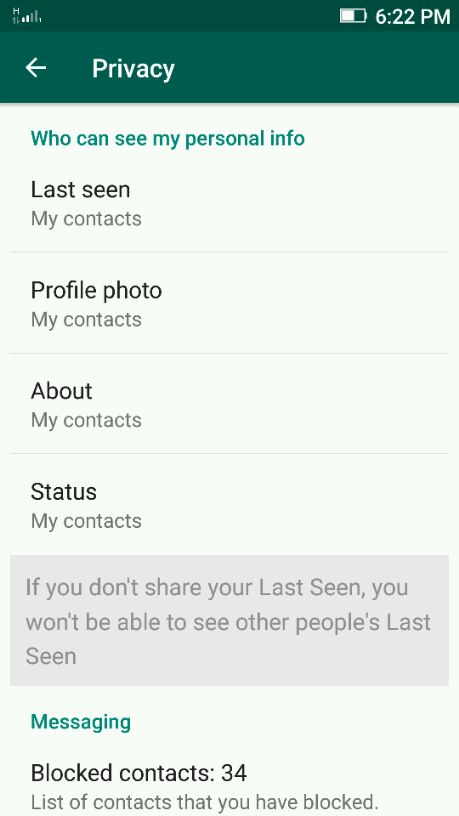 H
6:22 PM
Privacy
Who can see my personal info
Last seen
My contacts
Profile photo
My contacts
About
My contacts
Status
My contacts
If you don't share your Last Seen, you
won't be able to see other people's Last
Seen
Messaging
Blocked contacts: 34
List of contacts that you have blocked.